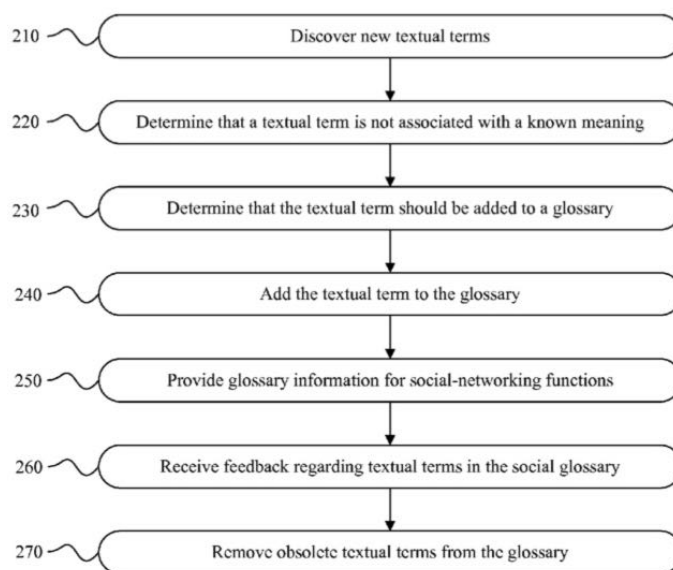 210 Discover new textual terms
220 Determine that a textual term is not associated with a known meaning
230 Determine that the textual term should be added to a glossary
240 Add the textual term to the glossary
250 Provide glossary information for social-networking functions
260 Receive feedback regarding textual terms in the social glossary
270 Remove obsolete textual terms from the glossary